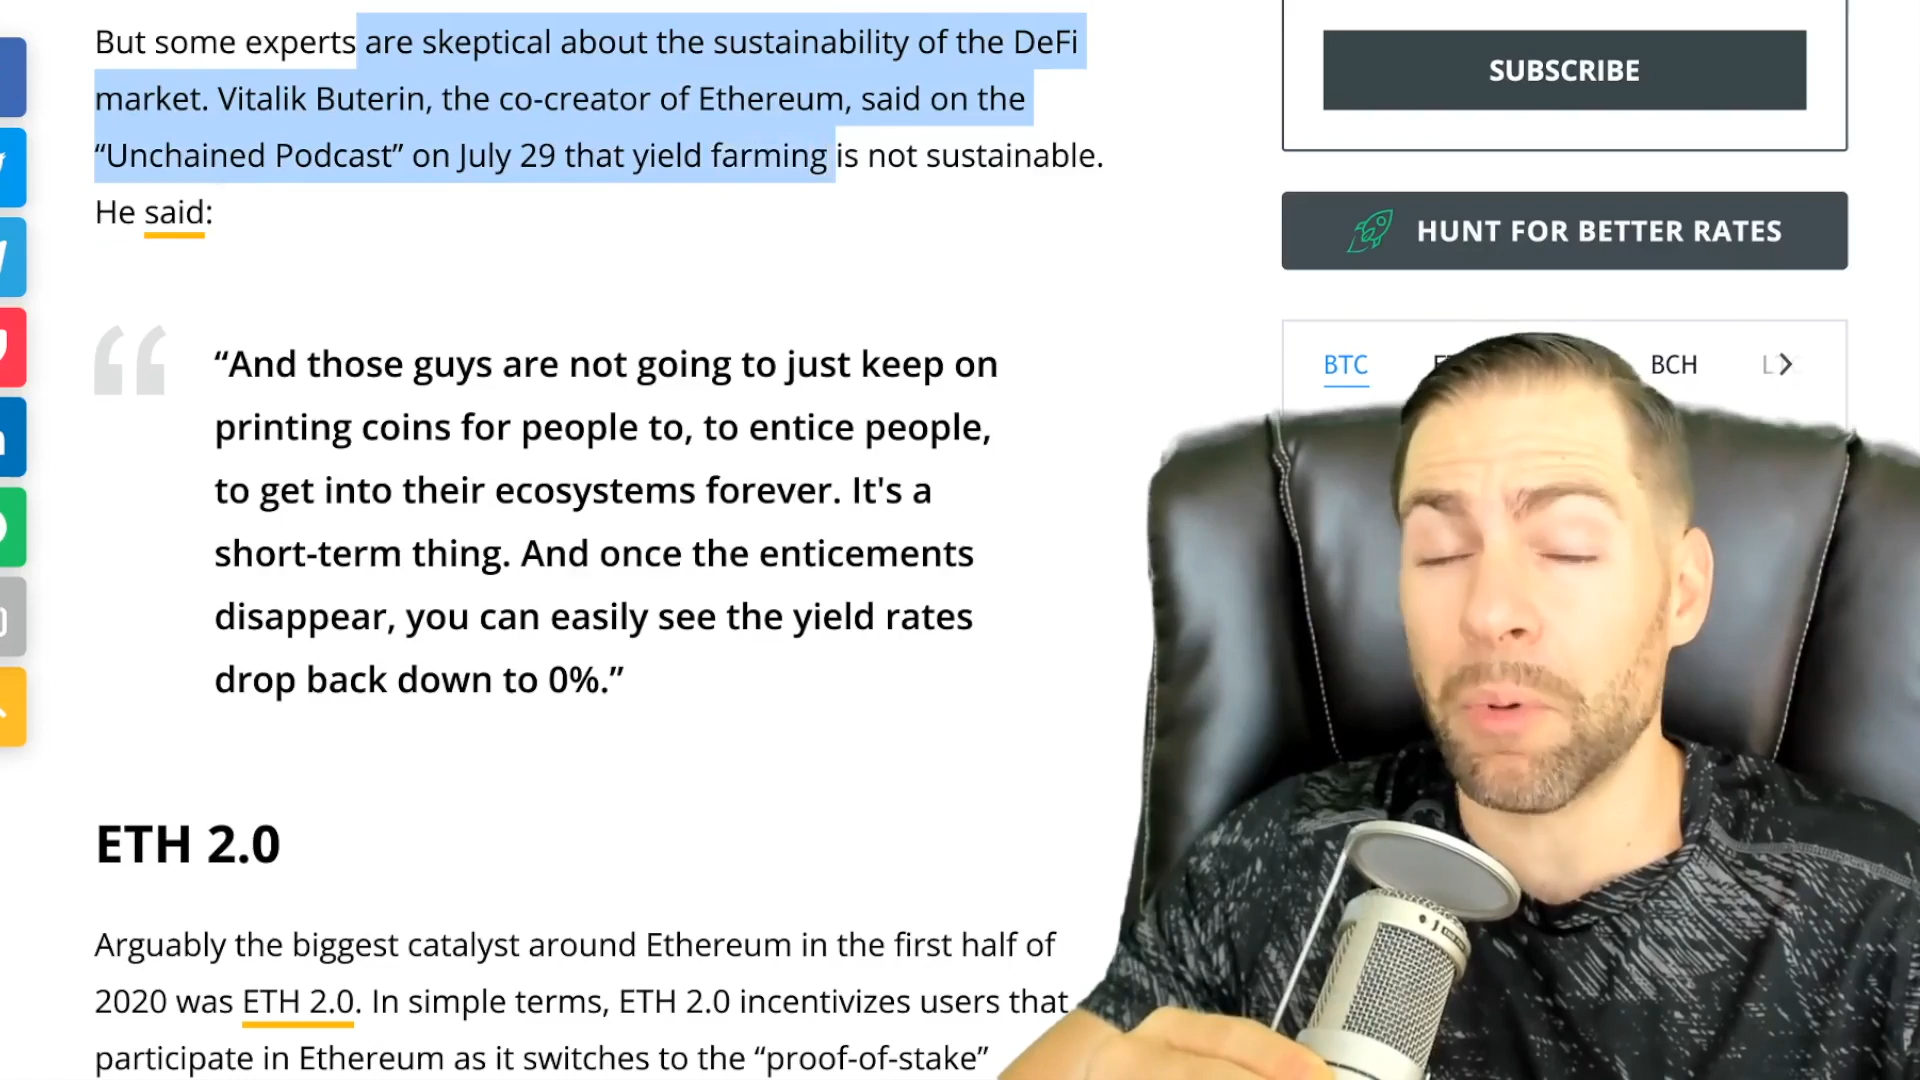 But some experts are skeptical about the sustainability of the DeFi
market. Vitalik Buterin, the co-creator of Ethereum, said on the
“Unchained Podcast” on July 29 that yield farming is not sustainable.
He said:
“And those guys are not going to just keep on
printing coins for people to, to entice people,
to get into their ecosystems forever. It's a
short-term thing. And once the enticements
disappear, you can easily see the yield rates
drop back down to 0%.”
ETH 2.0
Arguably the biggest catalyst around Ethereum in the first half of
2020 was ETH 2.0. In simple terms, ETH 2.0 incentivizes users that
participate in Ethereum as it switches to the “proof-of-stake”
SUBSCRIBE
HUNT FOR BETTER RATES
BTC BCH